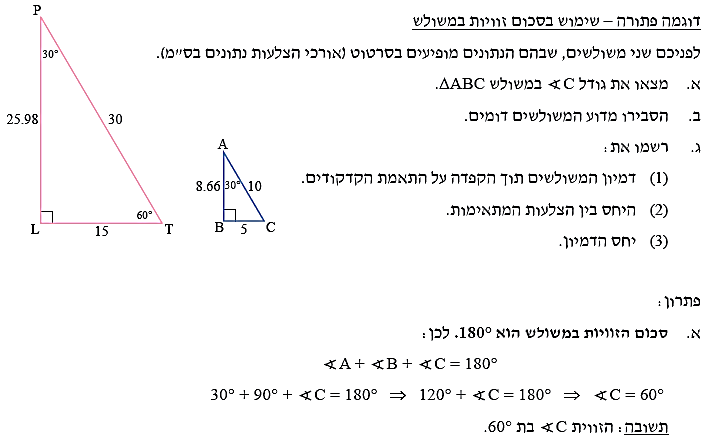 דוגמה פתורה – שימוש בסכום זוויות במשולש
לפניכם שני משולשים, שבהם הנתונים מופיעים בסרטוט (אורכי הצלעות נתונים בס״מ).
א. מצאו את גודל ∢C במשולש ΔABC.
ב. הסבירו מדוע המשולשים דומים.
ג. רשמו את:
(1) דמיון המשולשים תוך הקפדה על התאמת הקדקודים.
(2) היחס בין הצלעות המתאימות.
(3) יחס הדמיון.
P
30°
25.98
30
60°
L
15
T
A
8.66
30°
10
B
5
C
פתרון:
א. סכום הזוויות במשולש הוא 180°. לכן:
∢A + ∢B + ∢C = 180°
30° + 90° + ∢C = 180° ⇒ 120° + ∢C = 180° ⇒ ∢C = 60°
תשובה: הזווית ∢C בת 60°.